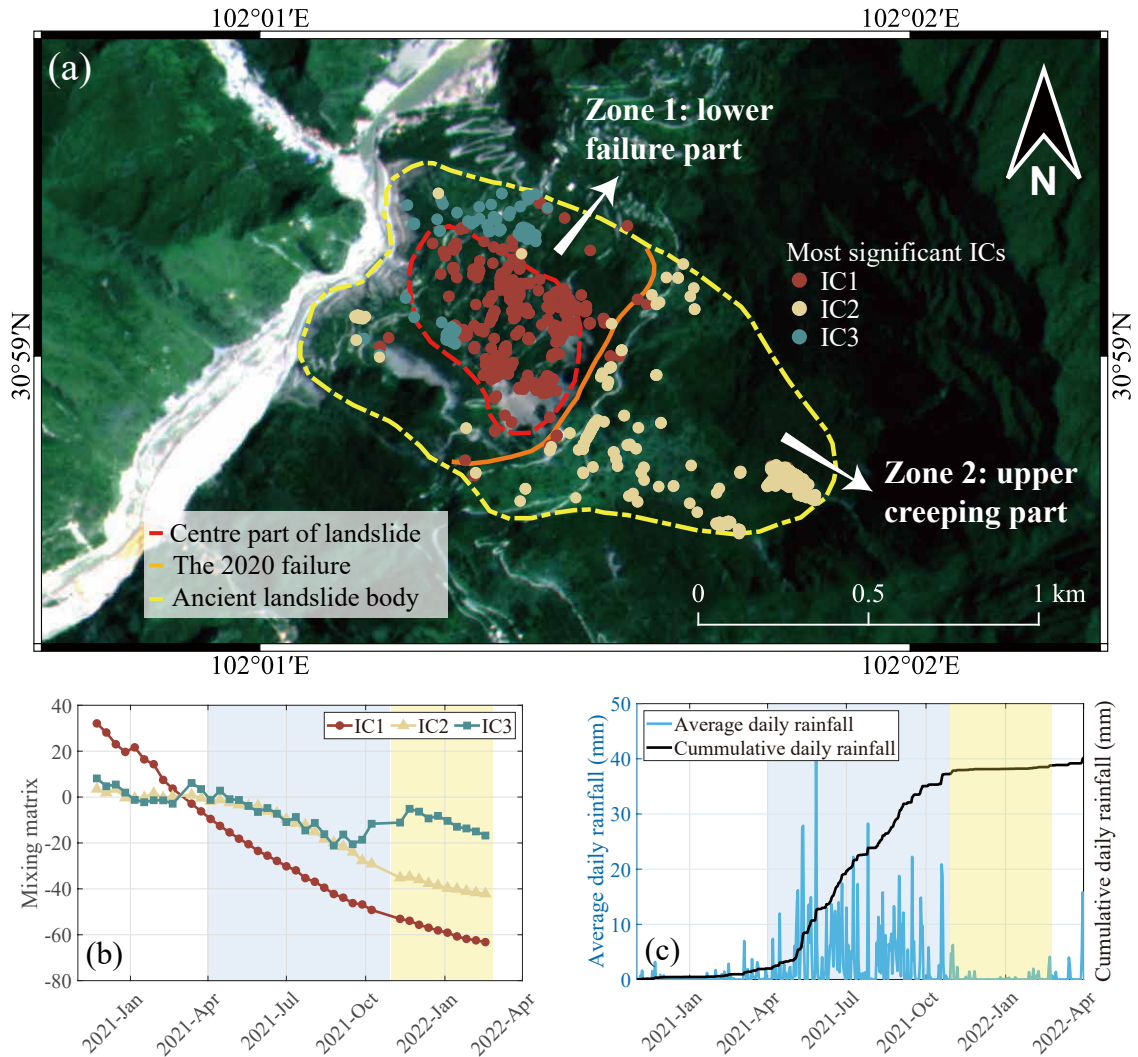 102°01′E
102°02′E
(a)
Zone 1: lower
failure part
N
Most significant ICs
IC1
IC2
IC3
30°59′N
30°59′N
Zone 2: upper
creeping part
Centre part of landslide
The 2020 failure
Ancient landslide body
0
0.5
1 km
102°01′E
102°02′E
40
20
0
-20
-40
-60
-80
Mixing matrix
IC1
IC2
IC3
(b)
2021-Jan
2021-Apr
2021-Jul
2021-Oct
2022-Jan
2022-Apr
50
40
30
20
10
0
Average daily rainfall (mm)
Average daily rainfall
Cummulative daily rainfall
(c)
Cumulative daily rainfall (mm)
2021-Jan
2021-Apr
2021-Jul
2021-Oct
2022-Jan
2022-Apr